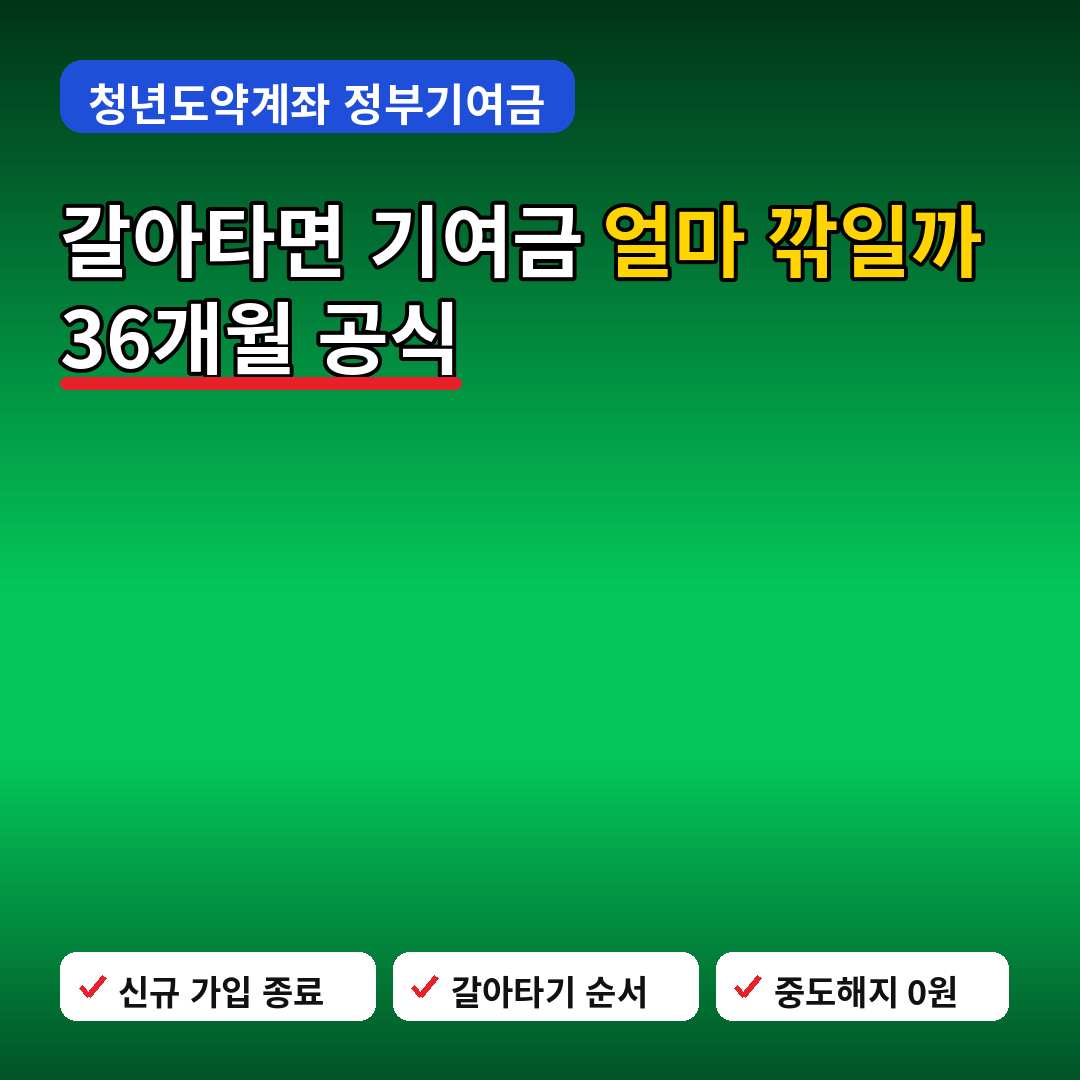 청년도약계좌 정부기여금
갈아타면 기여금 얼마 깎일까
36개월 공식
신규 가입 종료
갈아타기 순서
중도해지 0원